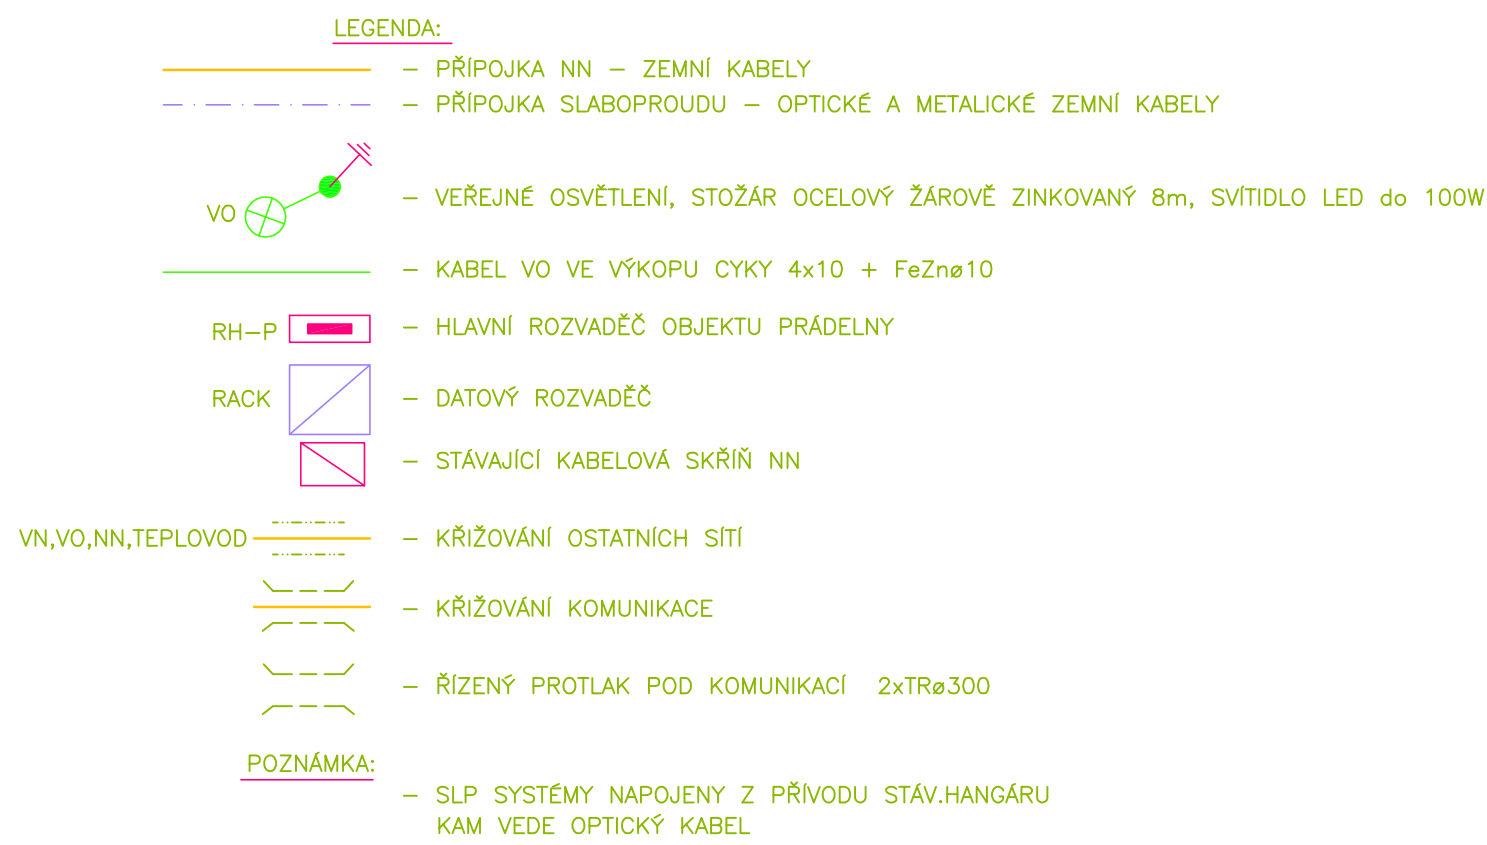 LEGENDA:
– PŘÍPOJKA NN – ZEMNÍ KABELY
– PŘÍPOJKA SLABOPROUDU – OPTICKÉ A METALICKÉ ZEMNÍ KABELY
VO – VEŘEJNÉ OSVĚTLENÍ, STOŽÁR OCELOVÝ ŽÁROVĚ ZINKOVANÝ 8m, SVÍTIDLO LED do 100W
– KABEL VO VE VÝKOPU CYKY 4x10 + FeZnø10
RH–P – HLAVNÍ ROZVADĚČ OBJEKTU PRÁDELNY
RACK – DATOVÝ ROZVADĚČ
– STÁVAJÍCÍ KABELOVÁ SKŘÍŇ NN
VN,VO,NN,TEPLOVOD – KŘIŽOVÁNÍ OSTATNÍCH SÍTÍ
– KŘIŽOVÁNÍ KOMUNIKACE
– ŘÍZENÝ PROTLAK POD KOMUNIKACÍ 2xTRø300
POZNÁMKA:
– SLP SYSTÉMY NAPOJENY Z PŘÍVODU STÁV.HANGÁRU
KAM VEDE OPTICKÝ KABEL